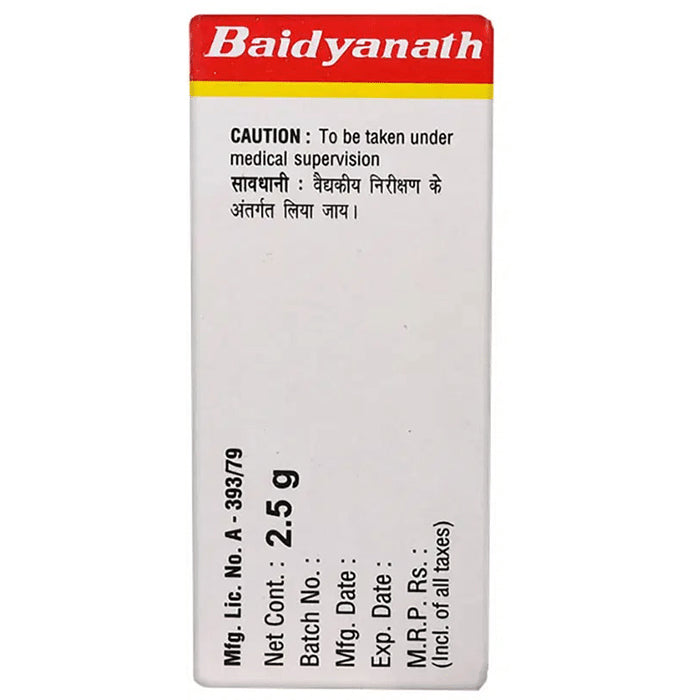 Baidyanath
CAUTION : To be taken under
medical supervision
सावधानी : वैद्यकीय निरीक्षण के
अंतर्गत लिया जाय।
Mfg. Lic. No. A - 393/79
Net Cont. : 2.5 g
Batch No. :
Mfg. Date :
Exp. Date :
M.R.P. Rs. :
(Incl. of all taxes)